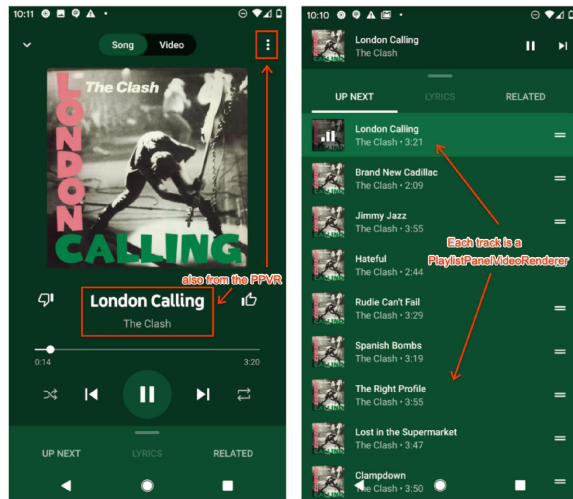 10:11
Song
Video
The Clash
LONDON
CALLING
also from the PPVR
London Calling
The Clash
0:14
3:20
UP NEXT
LYRICS
RELATED
10:10
London Calling
The Clash
UP NEXT
LYRICS
RELATED
London Calling
The Clash • 3:21
Brand New Cadillac
The Clash • 2:09
Jimmy Jazz
The Clash • 3:55
Each track is a
PlaylistPanelVideoRenderer
Hateful
The Clash • 2:44
Rudie Can't Fail
The Clash • 3:29
Spanish Bombs
The Clash • 3:19
The Right Profile
The Clash • 3:55
Lost in the Supermarket
The Clash • 3:47
Clampdown
The Clash • 3:50